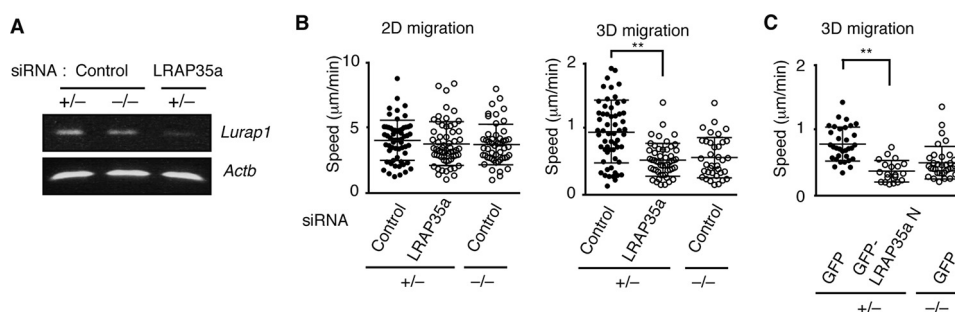 A
siRNA : Control LRAP35a
+/– –/– +/–
Lurap1
Actb
B
2D migration
Speed (μm/min)
10
5
0
siRNA
Control
LRAP35a
Control
+/–
–/–
3D migration
**
Speed (μm/min)
2
1
0
Control
LRAP35a
Control
+/–
–/–
C
3D migration
**
Speed (μm/min)
2
1
0
GFP
GFP-
LRAP35a N
GFP
+/–
–/–